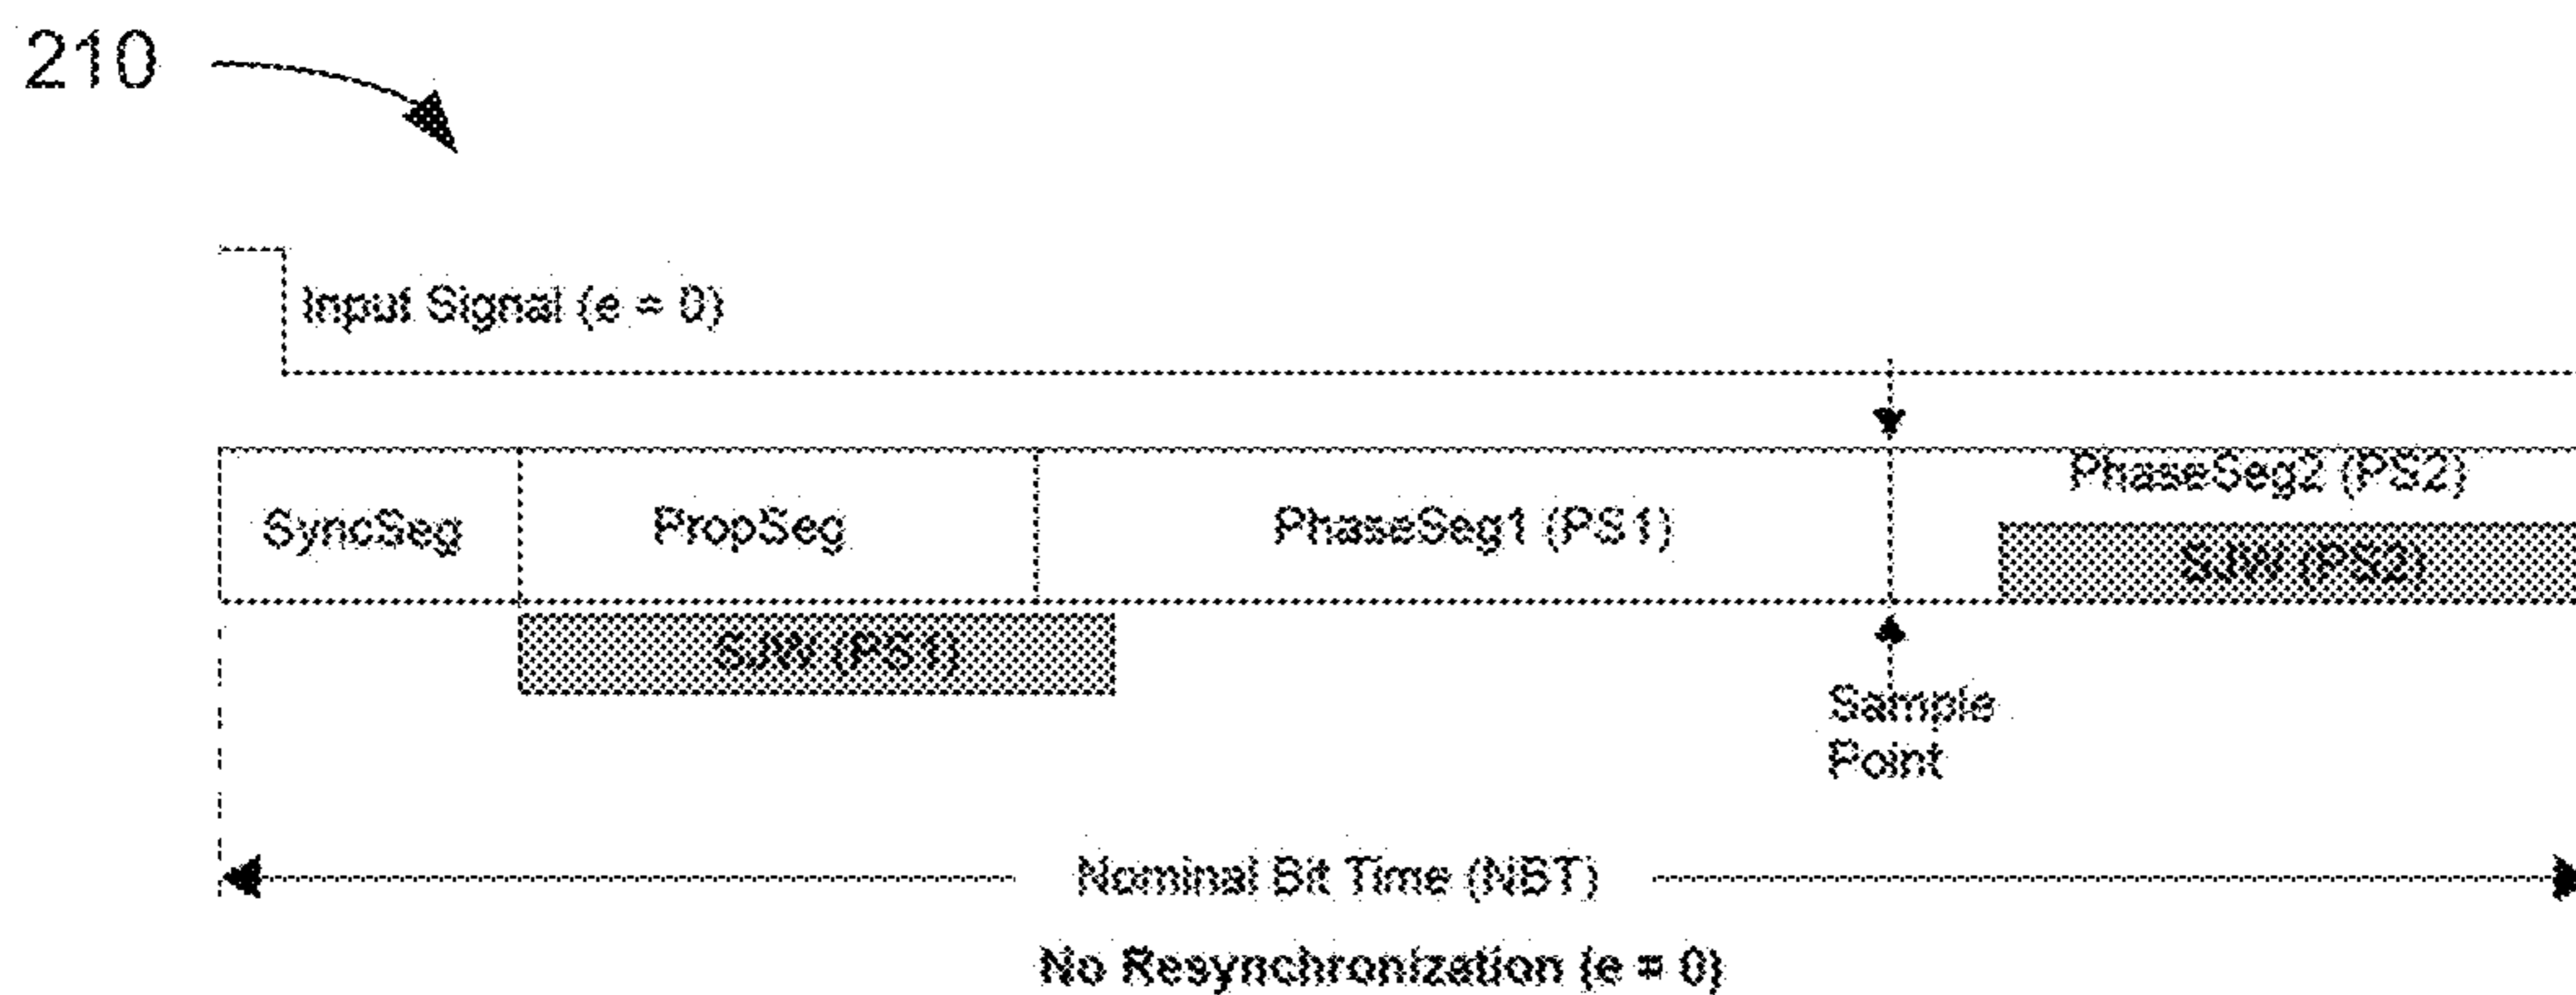 210
Input Signal (e = 0)
SyncSeg
PropSeg
PhaseSeg1 (PS1)
PhaseSeg2 (PS2)
SJW (PS2)
SJW (PS1)
Sample
Point
Nominal Bit Time (NBT)
No Resynchronization (e = 0)